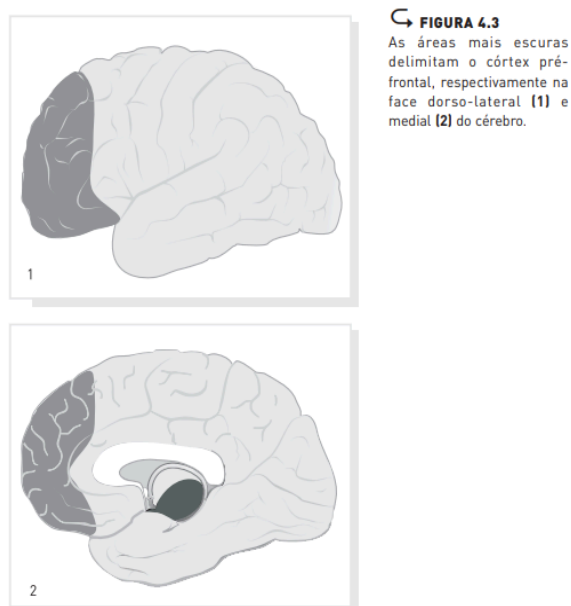 FIGURA 4.3
As áreas mais escuras
delimitam o córtex pré-
frontal, respectivamente na
face dorso-lateral (1) e
medial (2) do cérebro.
1
2